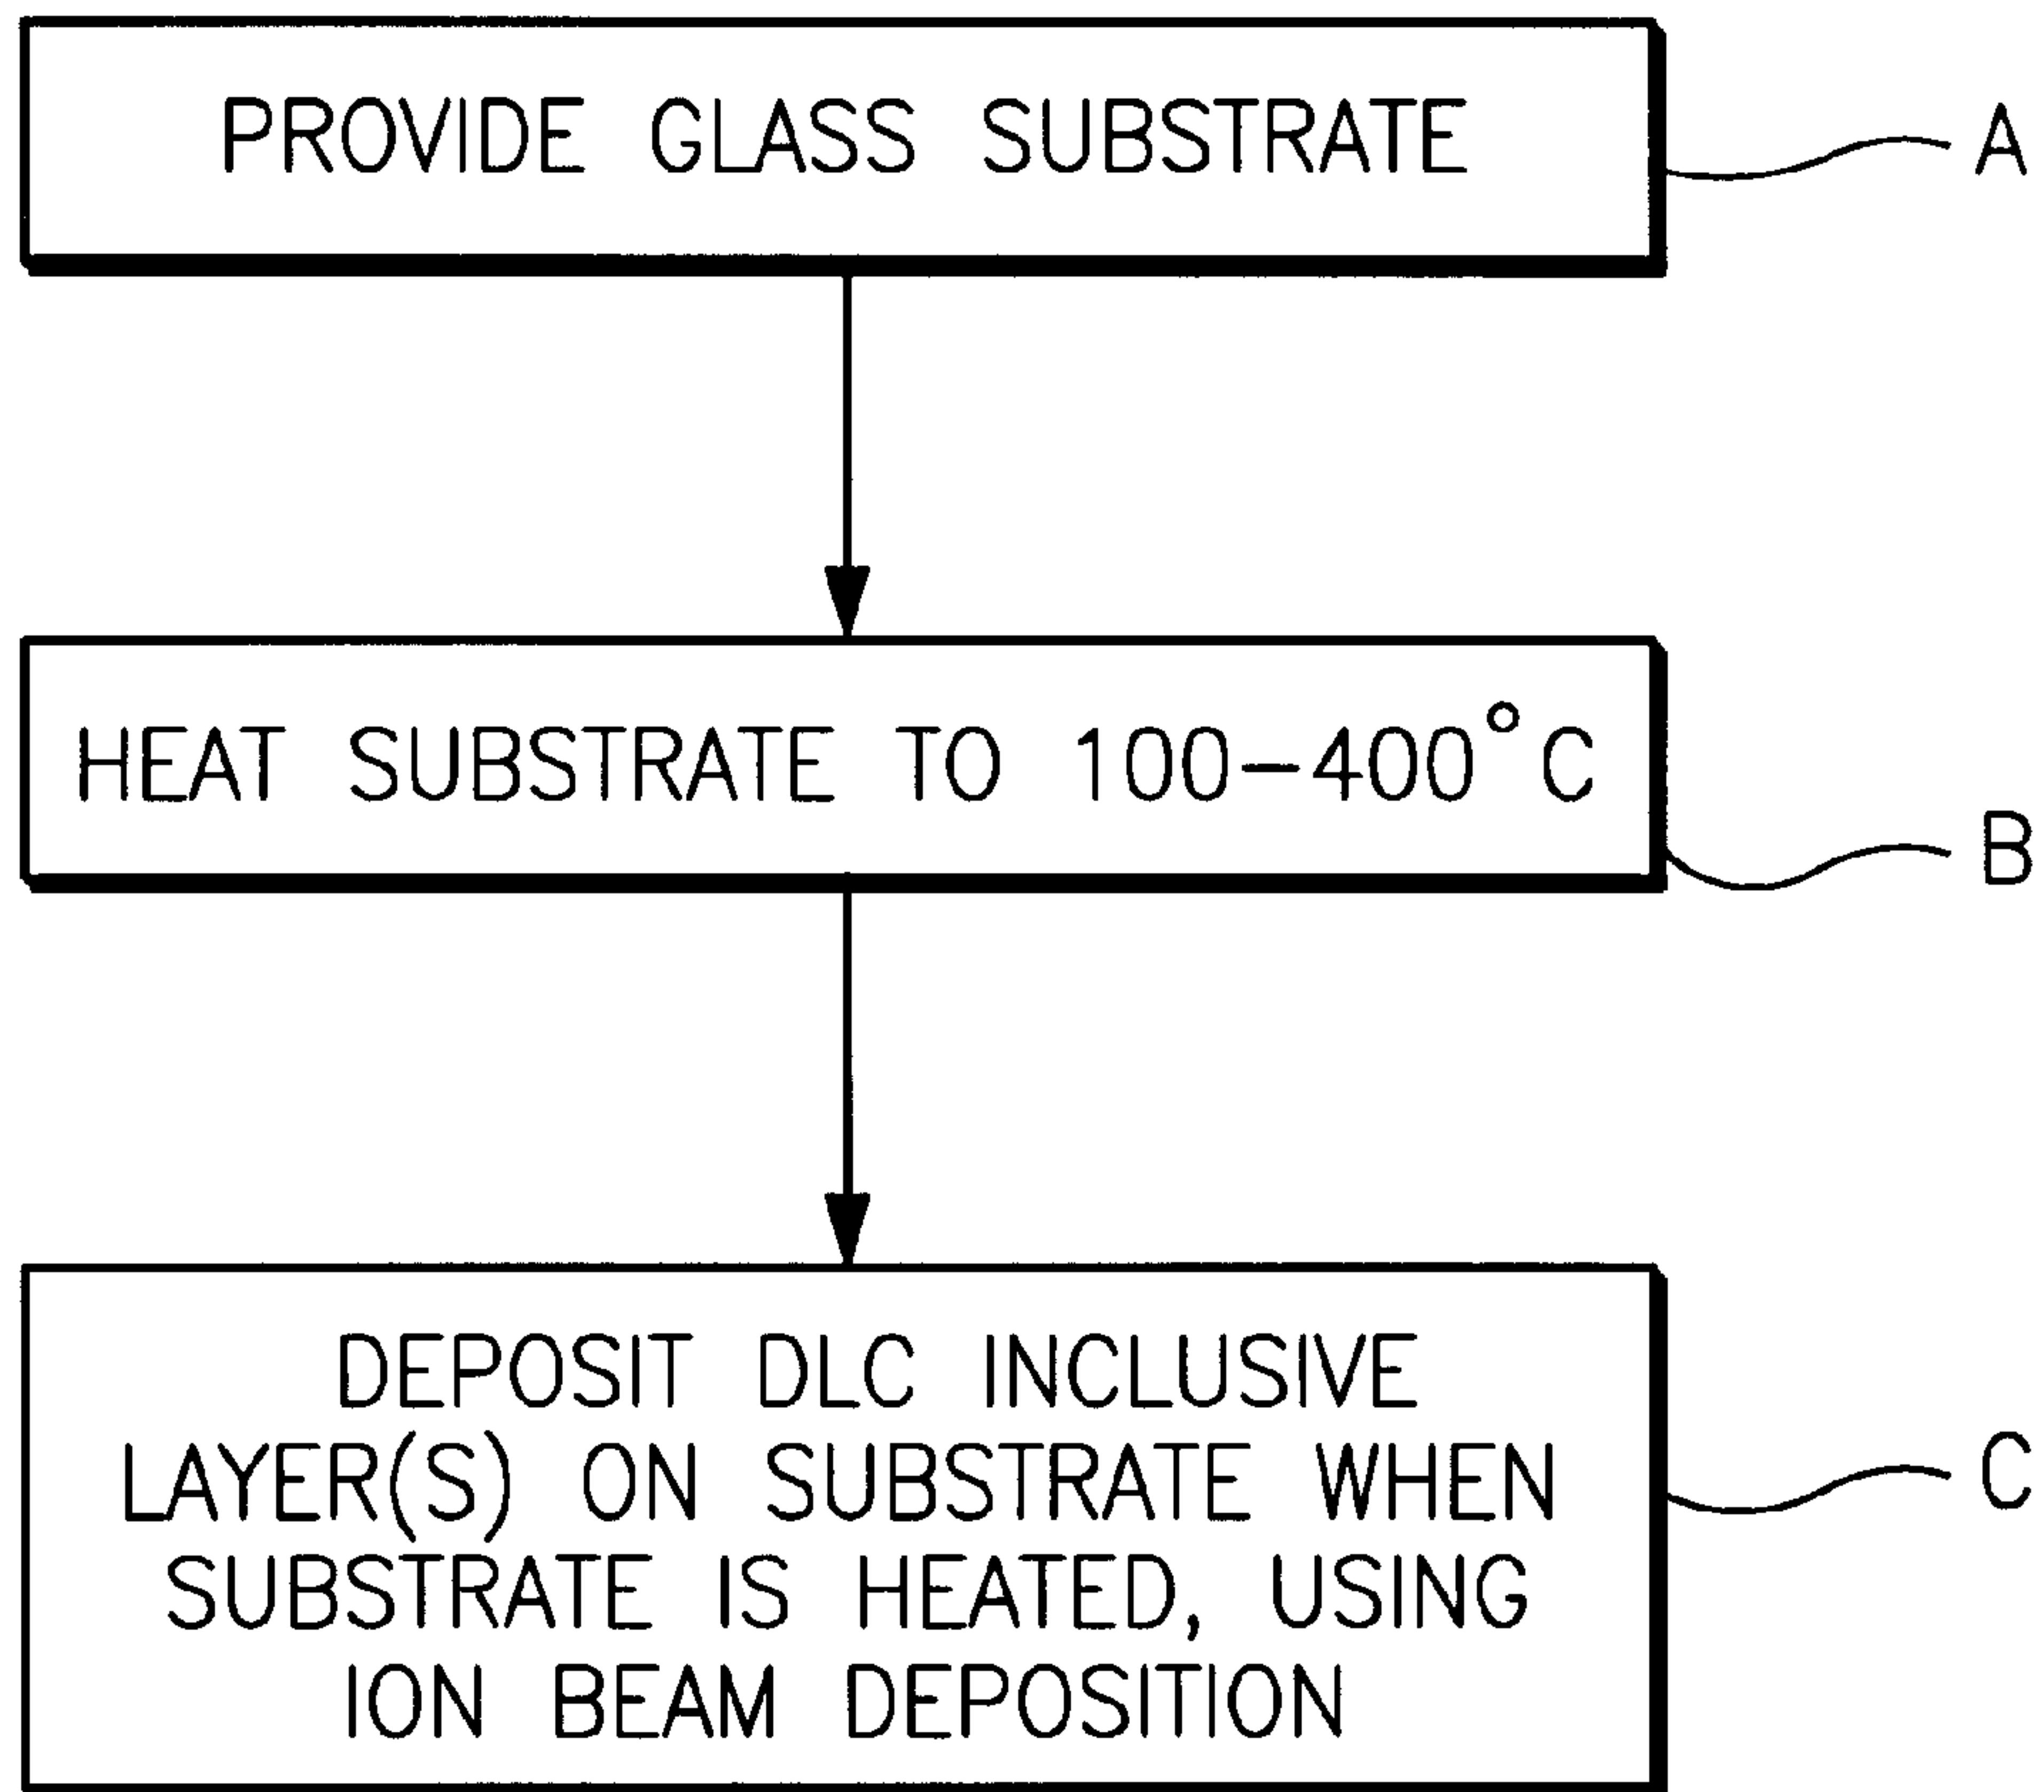 PROVIDE GLASS SUBSTRATE
A
HEAT SUBSTRATE TO 100-400°C
B
DEPOSIT DLC INCLUSIVE
LAYER(S) ON SUBSTRATE WHEN
SUBSTRATE IS HEATED, USING
ION BEAM DEPOSITION
C